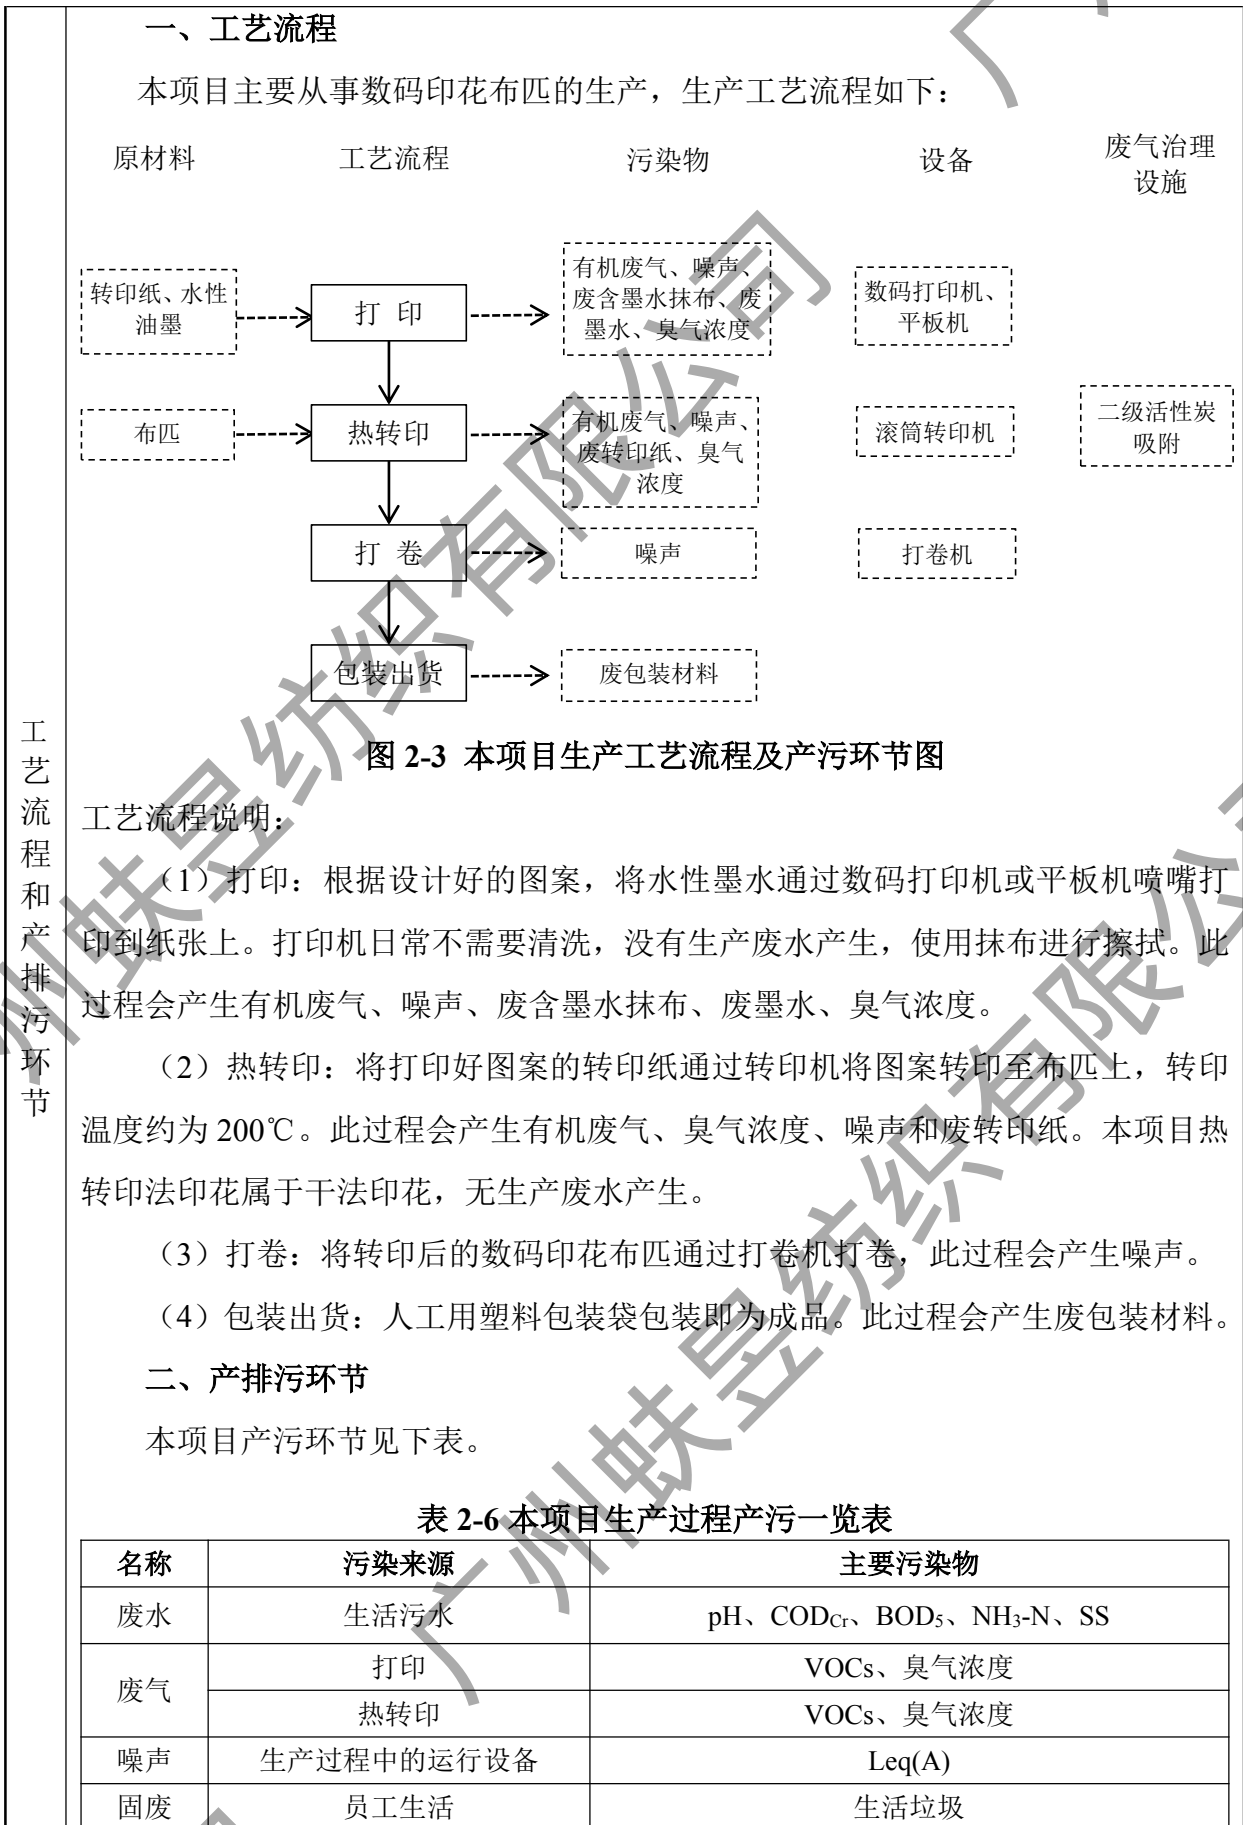 一、工艺流程
本项目主要从事数码印花布匹的生产，生产工艺流程如下：
原材料 工艺流程 污染物 设备 废气治理
设施
转印纸、水性
油墨
打 印
有机废气、噪声、
废含墨水抹布、废
墨水、臭气浓度
数码打印机、
平板机
布匹
热转印
有机废气、噪声、
废转印纸、臭气
浓度
滚筒转印机
二级活性炭
吸附
打 卷
噪声
打卷机
包装出货
废包装材料
图 2-3 本项目生产工艺流程及产污环节图
工艺流程和产排污环节
工艺流程说明：
（1）打印：根据设计好的图案，将水性墨水通过数码打印机或平板机喷嘴打
印到纸张上。打印机日常不需要清洗，没有生产废水产生，使用抹布进行擦拭。此
过程会产生有机废气、噪声、废含墨水抹布、废墨水、臭气浓度。
（2）热转印：将打印好图案的转印纸通过转印机将图案转印至布匹上，转印
温度约为 200℃。此过程会产生有机废气、臭气浓度、噪声和废转印纸。本项目热
转印法印花属于干法印花，无生产废水产生。
（3）打卷：将转印后的数码印花布匹通过打卷机打卷，此过程会产生噪声。
（4）包装出货：人工用塑料包装袋包装即为成品。此过程会产生废包装材料。
二、产排污环节
本项目产污环节见下表。
表 2-6 本项目生产过程产污一览表
名称 污染来源 主要污染物
废水 生活污水 pH、CODCr、BOD5、NH3-N、SS
废气 打印 VOCs、臭气浓度
热转印 VOCs、臭气浓度
噪声 生产过程中的运行设备 Leq(A)
固废 员工生活 生活垃圾
广州蚨昱纺织有限公司